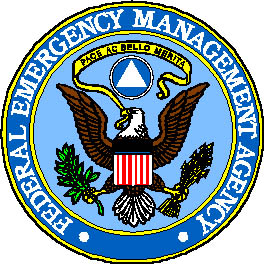 FEDERAL EMERGENCY MANAGEMENT AGENCY
PACE AC BELLO MERITA